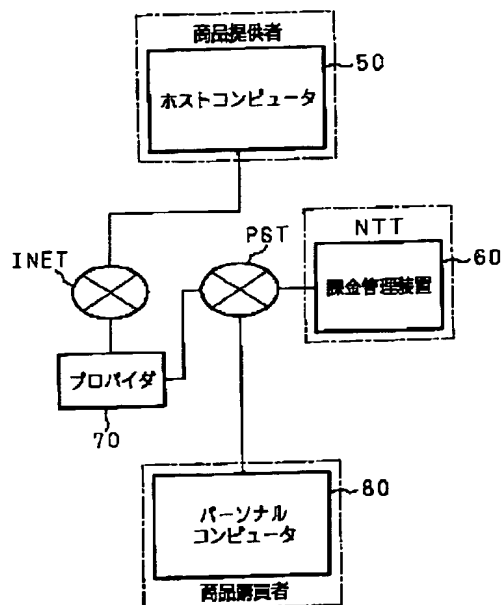 商品提供者
50
ホストコンピュータ
INET
PST
NTT
60
課金管理装置
プロバイダ
70
80
パーソナル
コンピュータ
商品購買者